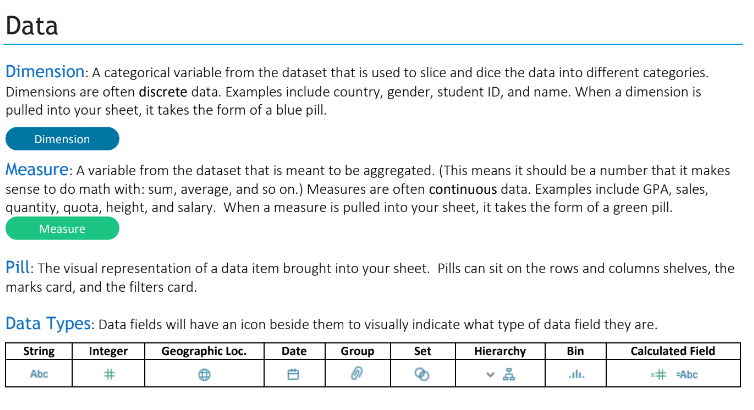 Data
Dimension: A categorical variable from the dataset that is used to slice and dice the data into different categories.
Dimensions are often discrete data. Examples include country, gender, student ID, and name. When a dimension is
pulled into your sheet, it takes the form of a blue pill.
Dimension
Measure: A variable from the dataset that is meant to be aggregated. (This means it should be a number that it makes
sense to do math with: sum, average, and so on.) Measures are often continuous data. Examples include GPA, sales,
quantity, quota, height, and salary.  When a measure is pulled into your sheet, it takes the form of a green pill.
Measure
Pill: The visual representation of a data item brought into your sheet.  Pills can sit on the rows and columns shelves, the
marks card, and the filters card.
Data Types: Data fields will have an icon beside them to visually indicate what type of data field they are.
String Integer Geographic Loc. Date Group Set Hierarchy Bin Calculated Field
Abc # =# =Abc